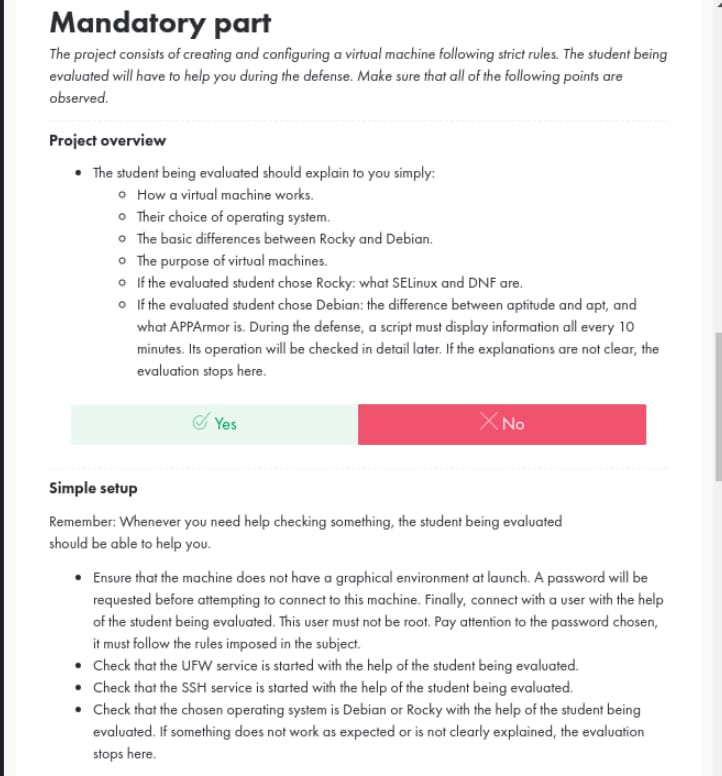 Mandatory part
The project consists of creating and configuring a virtual machine following strict rules. The student being
evaluated will have to help you during the defense. Make sure that all of the following points are
observed.
Project overview
• The student being evaluated should explain to you simply:
o How a virtual machine works.
o Their choice of operating system.
o The basic differences between Rocky and Debian.
o The purpose of virtual machines.
o If the evaluated student chose Rocky: what SELinux and DNF are.
o If the evaluated student chose Debian: the difference between aptitude and apt, and
what APPArmor is. During the defense, a script must display information all every 10
minutes. Its operation will be checked in detail later. If the explanations are not clear, the
evaluation stops here.
Yes
No
Simple setup
Remember: Whenever you need help checking something, the student being evaluated
should be able to help you.
• Ensure that the machine does not have a graphical environment at launch. A password will be
requested before attempting to connect to this machine. Finally, connect with a user with the help
of the student being evaluated. This user must not be root. Pay attention to the password chosen,
it must follow the rules imposed in the subject.
• Check that the UFW service is started with the help of the student being evaluated.
• Check that the SSH service is started with the help of the student being evaluated.
• Check that the chosen operating system is Debian or Rocky with the help of the student being
evaluated. If something does not work as expected or is not clearly explained, the evaluation
stops here.